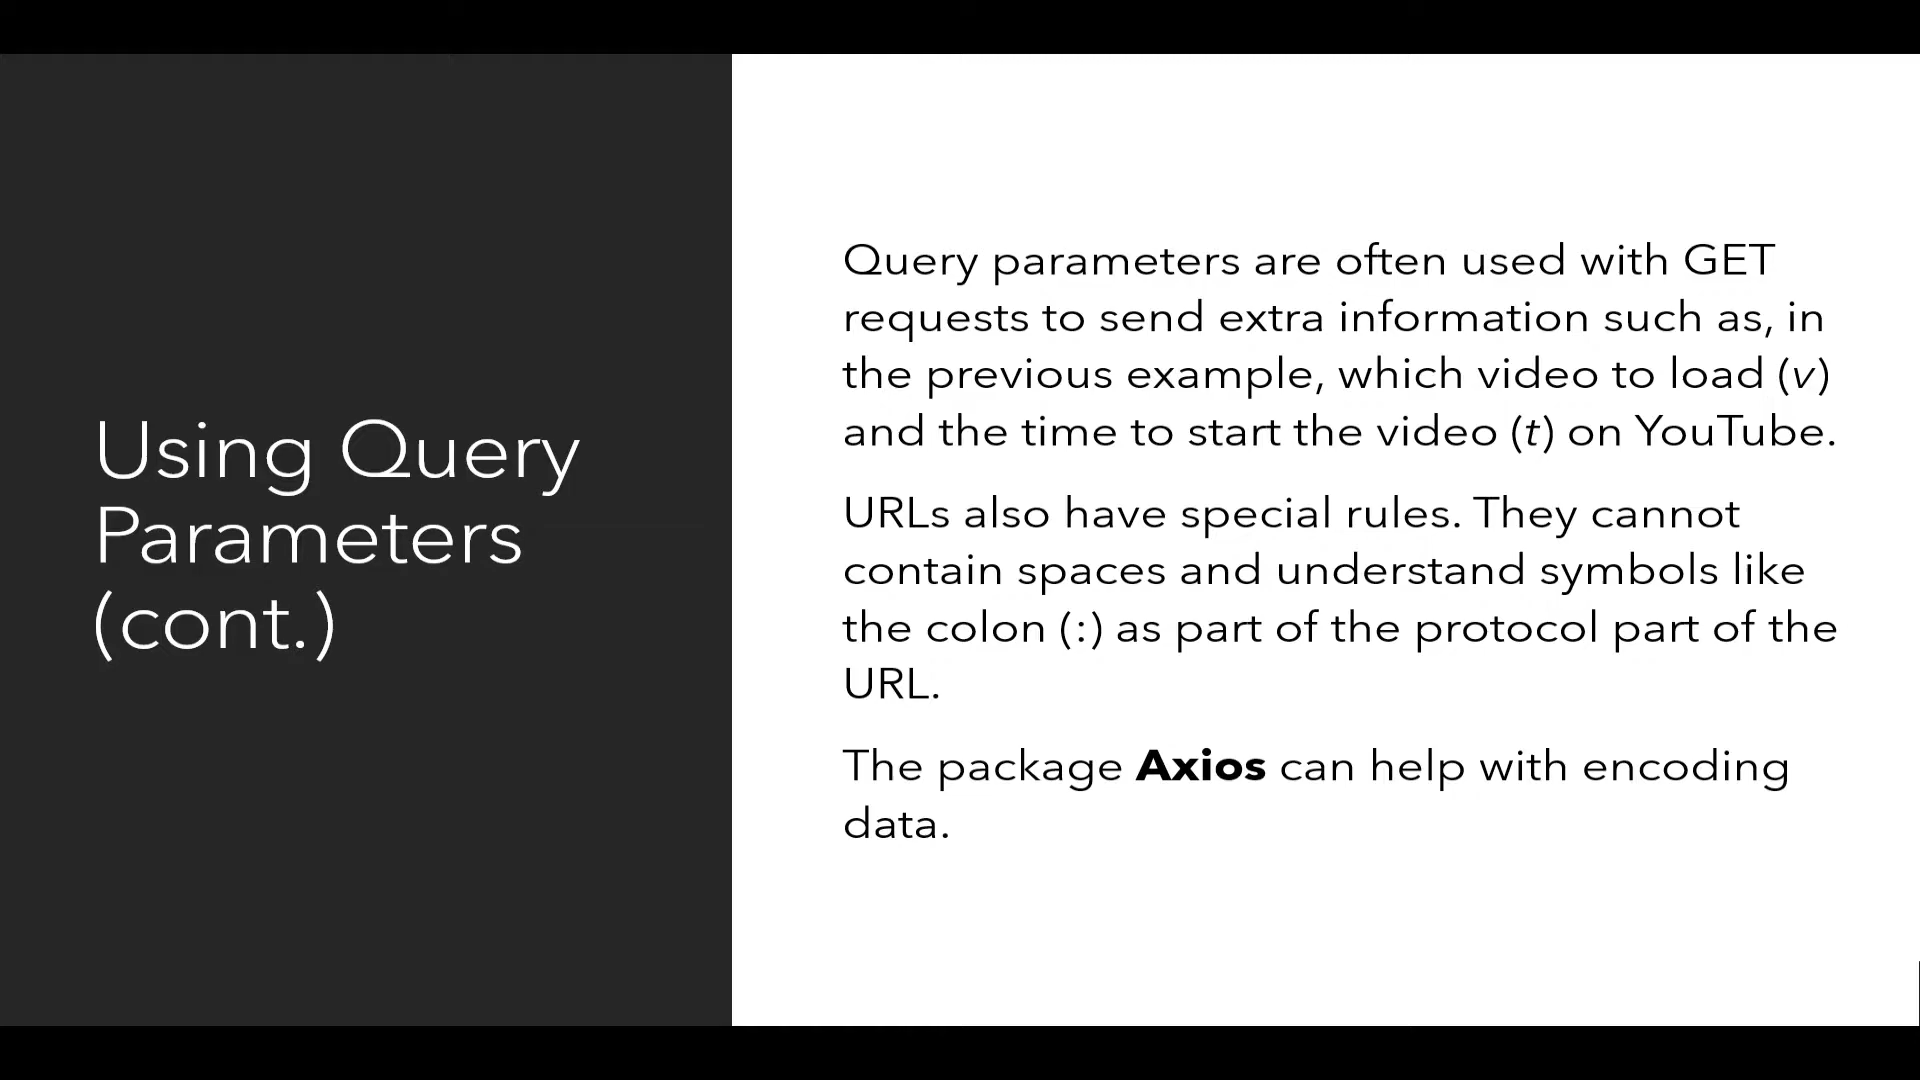 Using Query
Parameters
(cont.)
Query parameters are often used with GET
requests to send extra information such as, in
the previous example, which video to load (v)
and the time to start the video (t) on YouTube.
URLs also have special rules. They cannot
contain spaces and understand symbols like
the colon (:) as part of the protocol part of the
URL.
The package Axios can help with encoding
data.